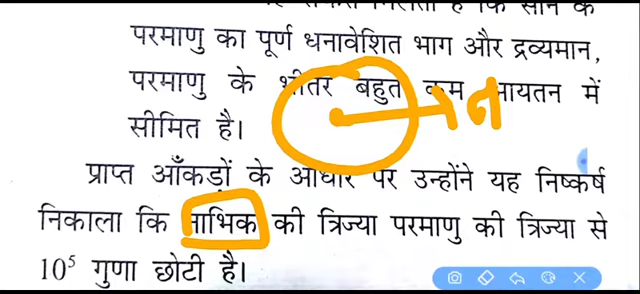 परमाणु का पूर्ण धनावेशित भाग और द्रव्यमान,
परमाणु के भीतर बहुत कम आयतन में
सीमित है।
प्राप्त आँकड़ों के आधार पर उन्होंने यह निष्कर्ष
निकाला कि नाभिक की त्रिज्या परमाणु की त्रिज्या से
10⁵ गुणा छोटी है।